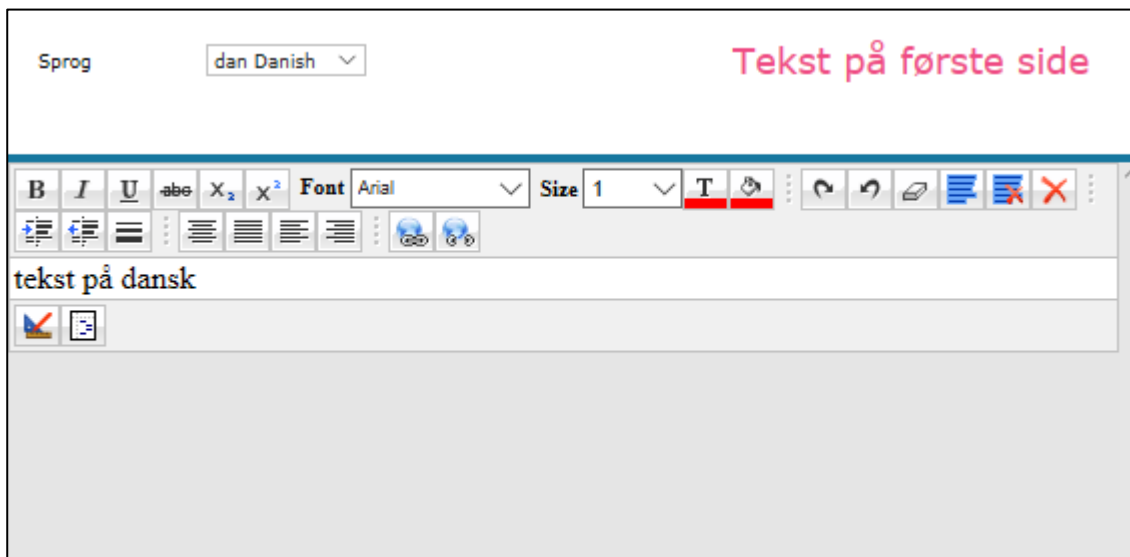 Sprog dan Danish Tekst på første side
B I U abc X₂ X² Font Arial Size 1 T
tekst på dansk